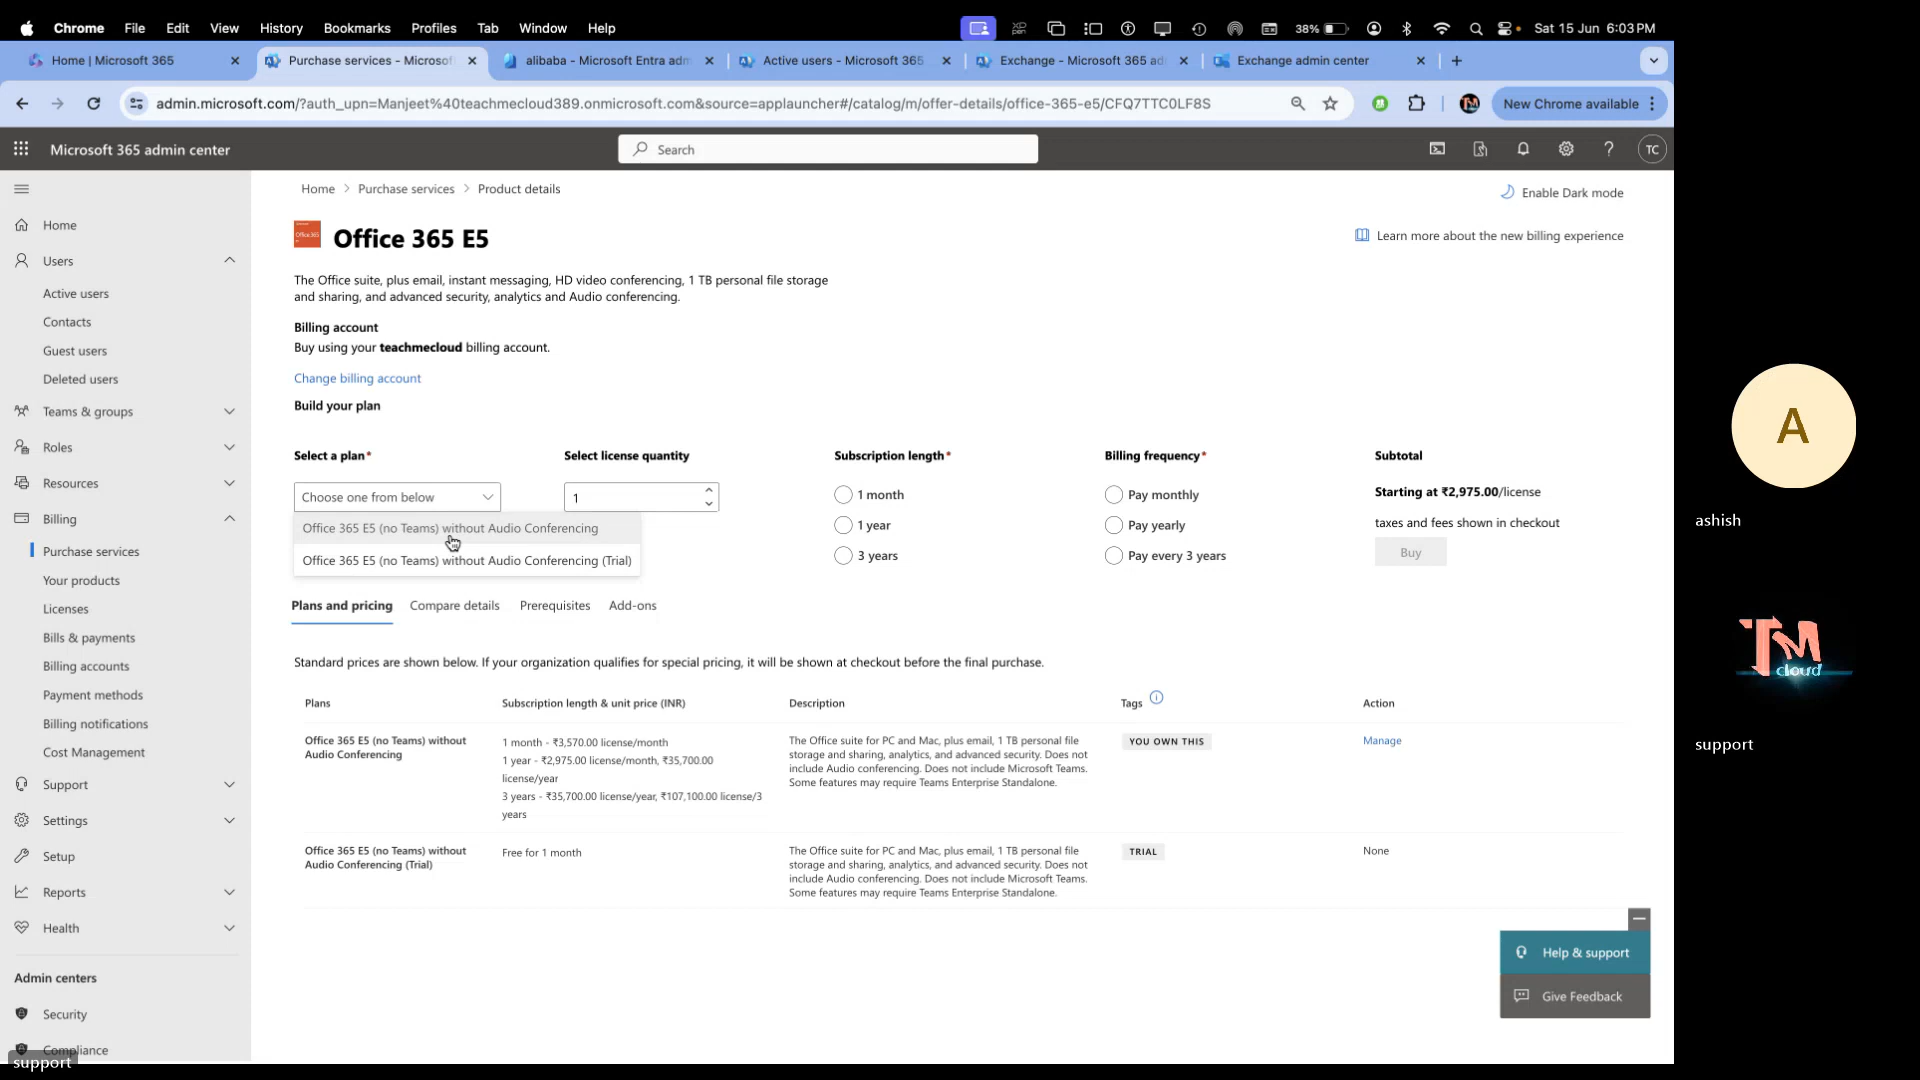 Chrome File Edit View History Bookmarks Profiles Tab Window Help 38% Sat 15 Jun 6:03 PM
Home | Microsoft 365 Purchase services - Microsof alibaba - Microsoft Entra adm Active users - Microsoft 365 Exchange - Microsoft 365 ad Exchange admin center
admin.microsoft.com/?auth_upn=Manjeet%40teachmecloud389.onmicrosoft.com&source=applauncher#/catalog/m/offer-details/office-365-e5/CFQ7TTC0LF8S New Chrome available
Microsoft 365 admin center Search TC
Home
Users
Active users
Contacts
Guest users
Deleted users
Teams & groups
Roles
Resources
Billing
Purchase services
Your products
Licenses
Bills & payments
Billing accounts
Payment methods
Billing notifications
Cost Management
Support
Settings
Setup
Reports
Health
Admin centers
Security
Compliance
support
Home > Purchase services > Product details
Enable Dark mode
Office 365 E5
Learn more about the new billing experience
The Office suite, plus email, instant messaging, HD video conferencing, 1 TB personal file storage
and sharing, and advanced security, analytics and Audio conferencing.
Billing account
Buy using your teachmecloud billing account.
Change billing account
Build your plan
Select a plan* Select license quantity Subscription length* Billing frequency* Subtotal
Choose one from below 1 1 month Pay monthly Starting at ₹2,975.00/license
Office 365 E5 (no Teams) without Audio Conferencing 1 year Pay yearly taxes and fees shown in checkout
Office 365 E5 (no Teams) without Audio Conferencing (Trial) 3 years Pay every 3 years Buy
Plans and pricing Compare details Prerequisites Add-ons
Standard prices are shown below. If your organization qualifies for special pricing, it will be shown at checkout before the final purchase.
Plans Subscription length & unit price (INR) Description Tags Action
Office 365 E5 (no Teams) without
Audio Conferencing
1 month - ₹3,570.00 license/month
1 year - ₹2,975.00 license/month, ₹35,700.00
license/year
3 years - ₹35,700.00 license/year, ₹107,100.00 license/3
years
The Office suite for PC and Mac, plus email, 1 TB personal file
storage and sharing, analytics, and advanced security. Does not
include Audio conferencing. Does not include Microsoft Teams.
Some features may require Teams Enterprise Standalone.
YOU OWN THIS
Manage
Office 365 E5 (no Teams) without
Audio Conferencing (Trial)
Free for 1 month
The Office suite for PC and Mac, plus email, 1 TB personal file
storage and sharing, analytics, and advanced security. Does not
include Audio conferencing. Does not include Microsoft Teams.
Some features may require Teams Enterprise Standalone.
TRIAL
None
Help & support
Give Feedback
A
ashish
TM
cloud
support